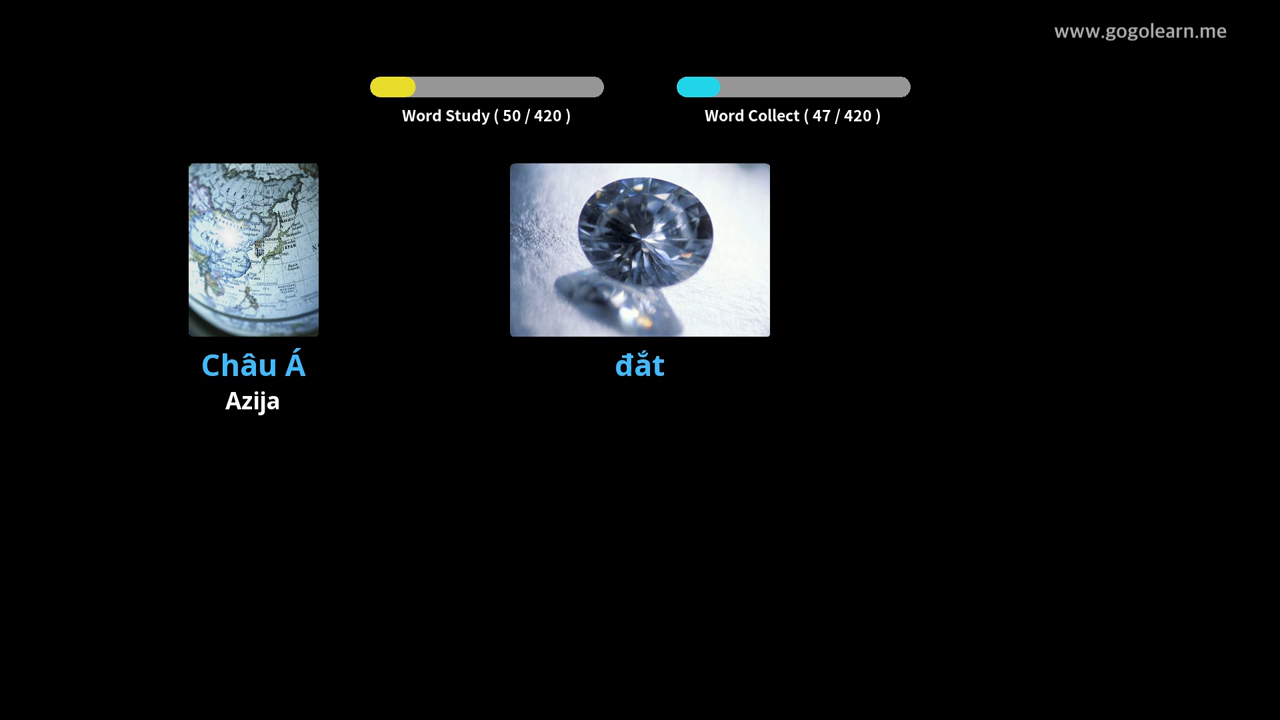 www.gogolearn.me
Word Study ( 50 / 420 )
Word Collect ( 47 / 420 )
Châu Á
Azija
đắt